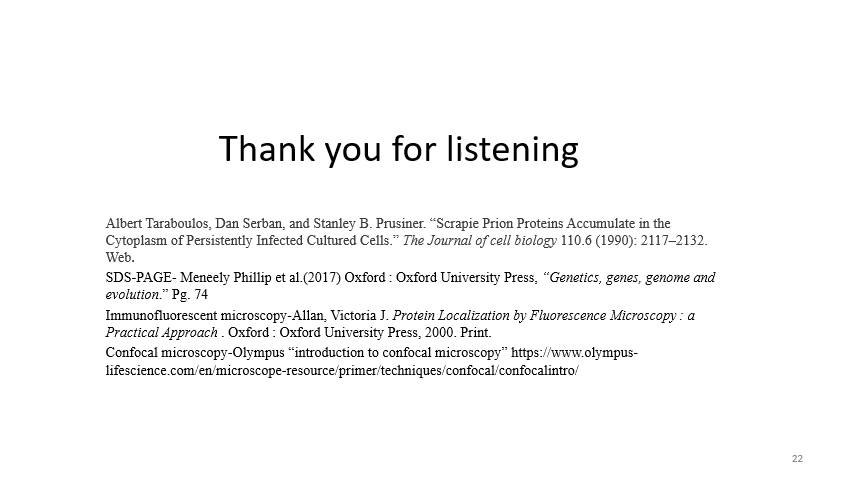 Thank you for listening
Albert Taraboulos, Dan Serban, and Stanley B. Prusiner. “Scrapie Prion Proteins Accumulate in the
Cytoplasm of Persistently Infected Cultured Cells.” The Journal of cell biology 110.6 (1990): 2117–2132.
Web.
SDS-PAGE- Meneely Phillip et al.(2017) Oxford : Oxford University Press, “Genetics, genes, genome and
evolution.” Pg. 74
Immunofluorescent microscopy-Allan, Victoria J. Protein Localization by Fluorescence Microscopy : a
Practical Approach . Oxford : Oxford University Press, 2000. Print.
Confocal microscopy-Olympus “introduction to confocal microscopy” https://www.olympus-
lifescience.com/en/microscope-resource/primer/techniques/confocal/confocalintro/
22